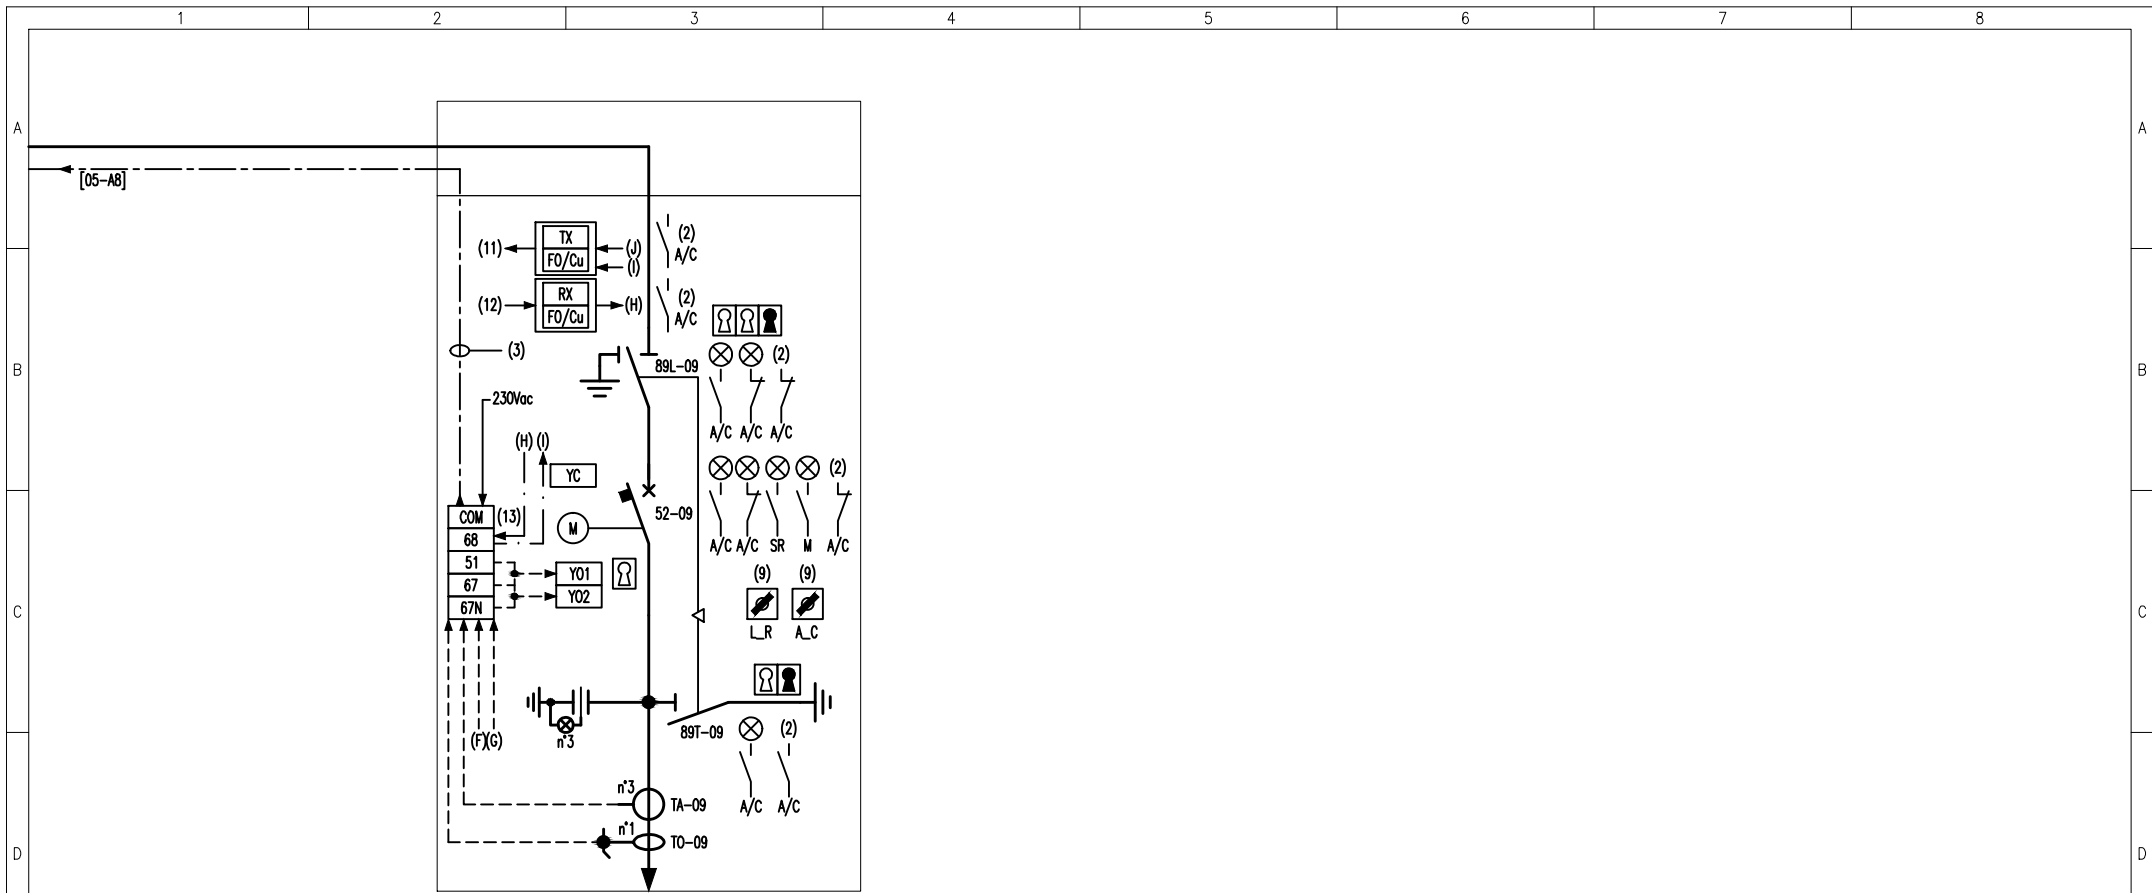 1 2 3 4 5 6 7 8
A A
[05-A8]
TX
(11) (J)
FO/Cu
(I)
(2)
A/C
RX
(12) (H)
FO/Cu
(2)
A/C
(3)
B B
89L-09
(2)
230Vac
A/C A/C A/C
(H) (I)
YC
(2)
COM (13)
68
51
67
67N
M
52-09
A/C A/C SR M A/C
YO1
YO2
(9) (9)
L_R A_C
C C
(F) (G)
n°3
89T-09
(2)
A/C A/C
n°3
TA-09
n°1
TO-09
D D